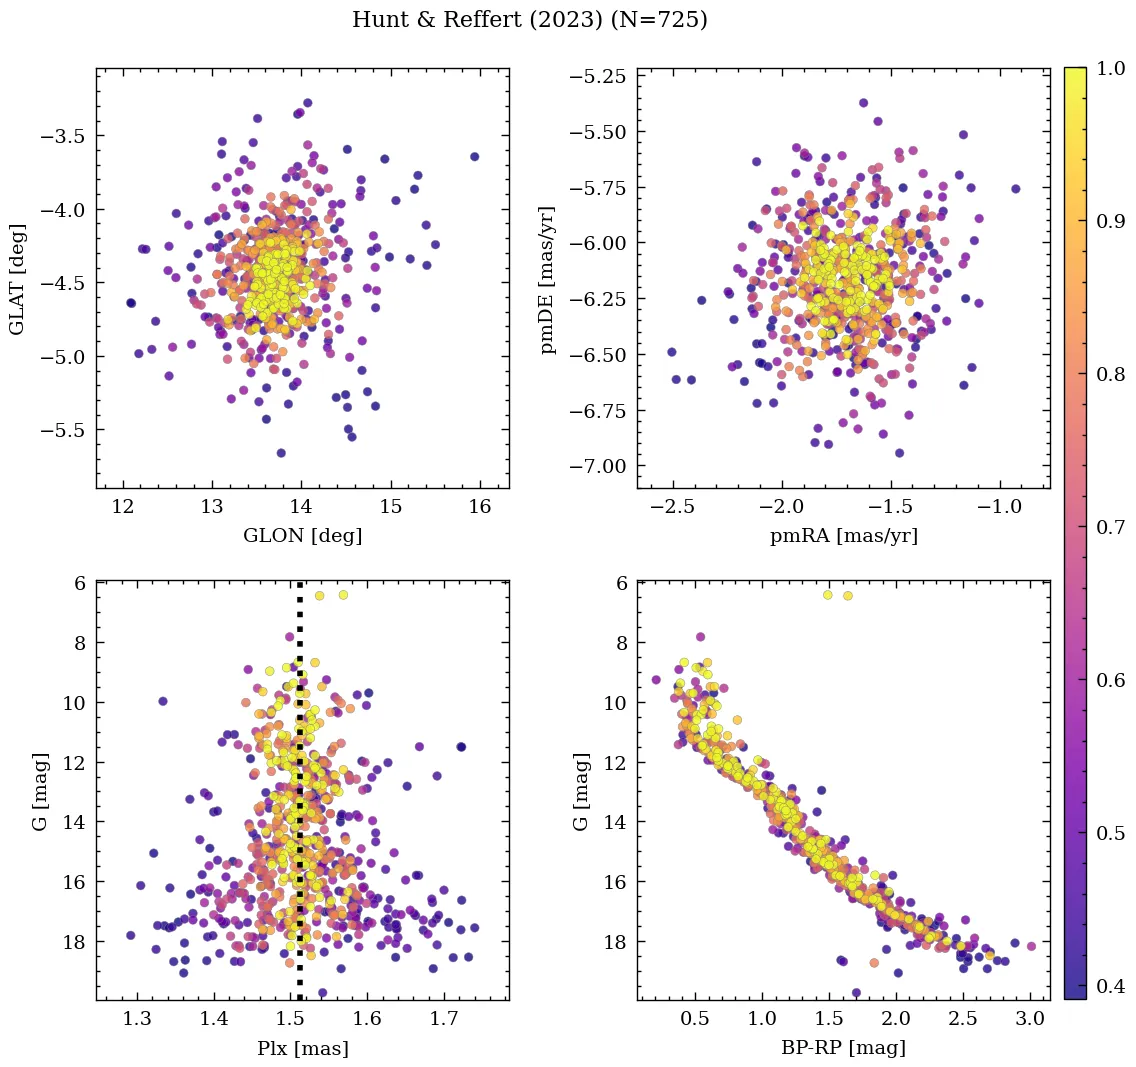 Hunt & Reffert (2023) (N=725)
−3.5
−4.0
−4.5
−5.0
−5.5
GLAT [deg]
12 13 14 15 16
GLON [deg]
−5.25
−5.50
−5.75
−6.00
−6.25
−6.50
−6.75
−7.00
pmDE [mas/yr]
−2.5 −2.0 −1.5 −1.0
pmRA [mas/yr]
1.0
0.9
0.8
0.7
0.6
0.5
0.4
6
8
10
12
14
16
18
G [mag]
1.3 1.4 1.5 1.6 1.7
Plx [mas]
6
8
10
12
14
16
18
G [mag]
0.5 1.0 1.5 2.0 2.5 3.0
BP-RP [mag]